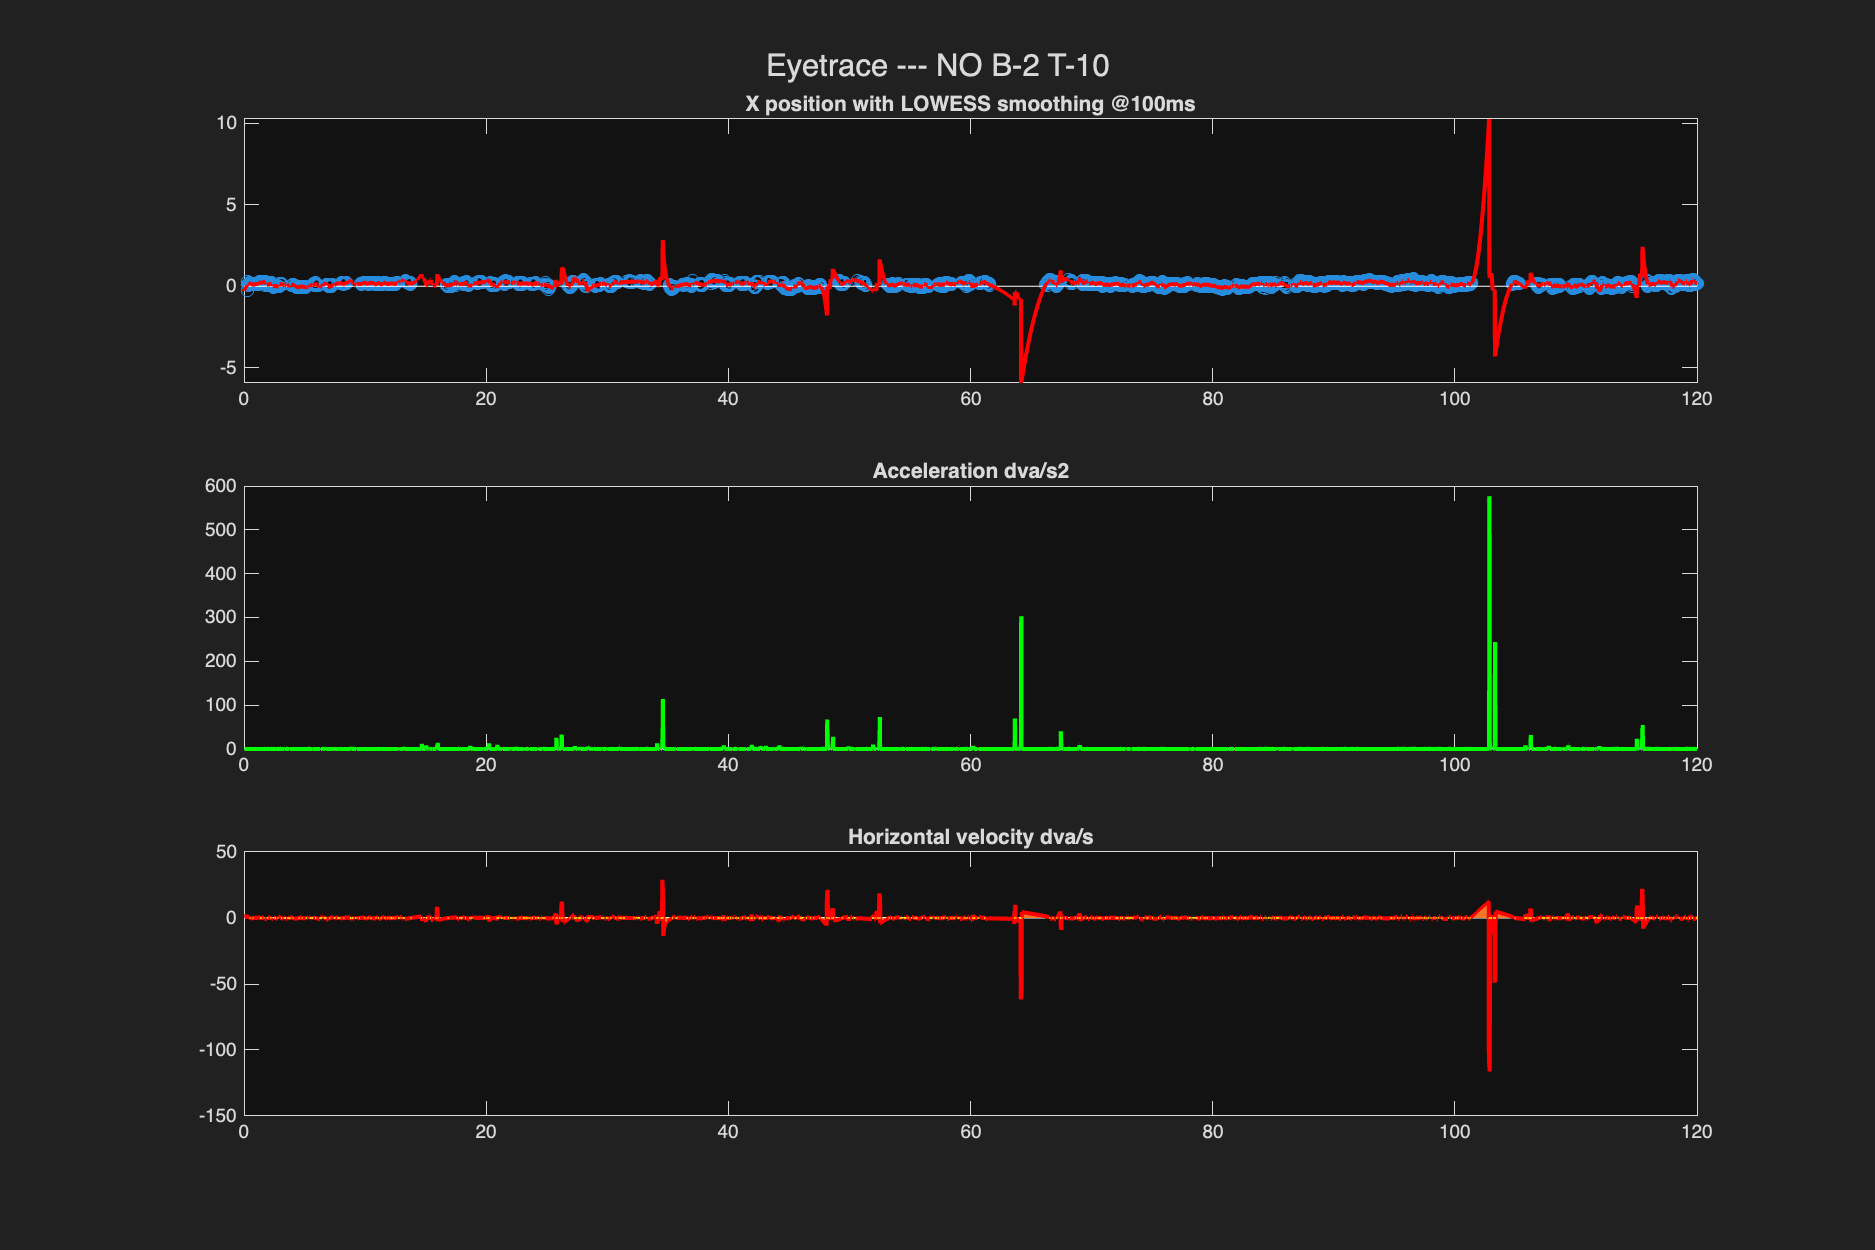 Eyetrace --- NO B-2 T-10
X position with LOWESS smoothing @100ms
10
5
0
-5
0 20 40 60 80 100 120
Acceleration dva/s2
600
500
400
300
200
100
0
0 20 40 60 80 100 120
Horizontal velocity dva/s
50
0
-50
-100
-150
0 20 40 60 80 100 120